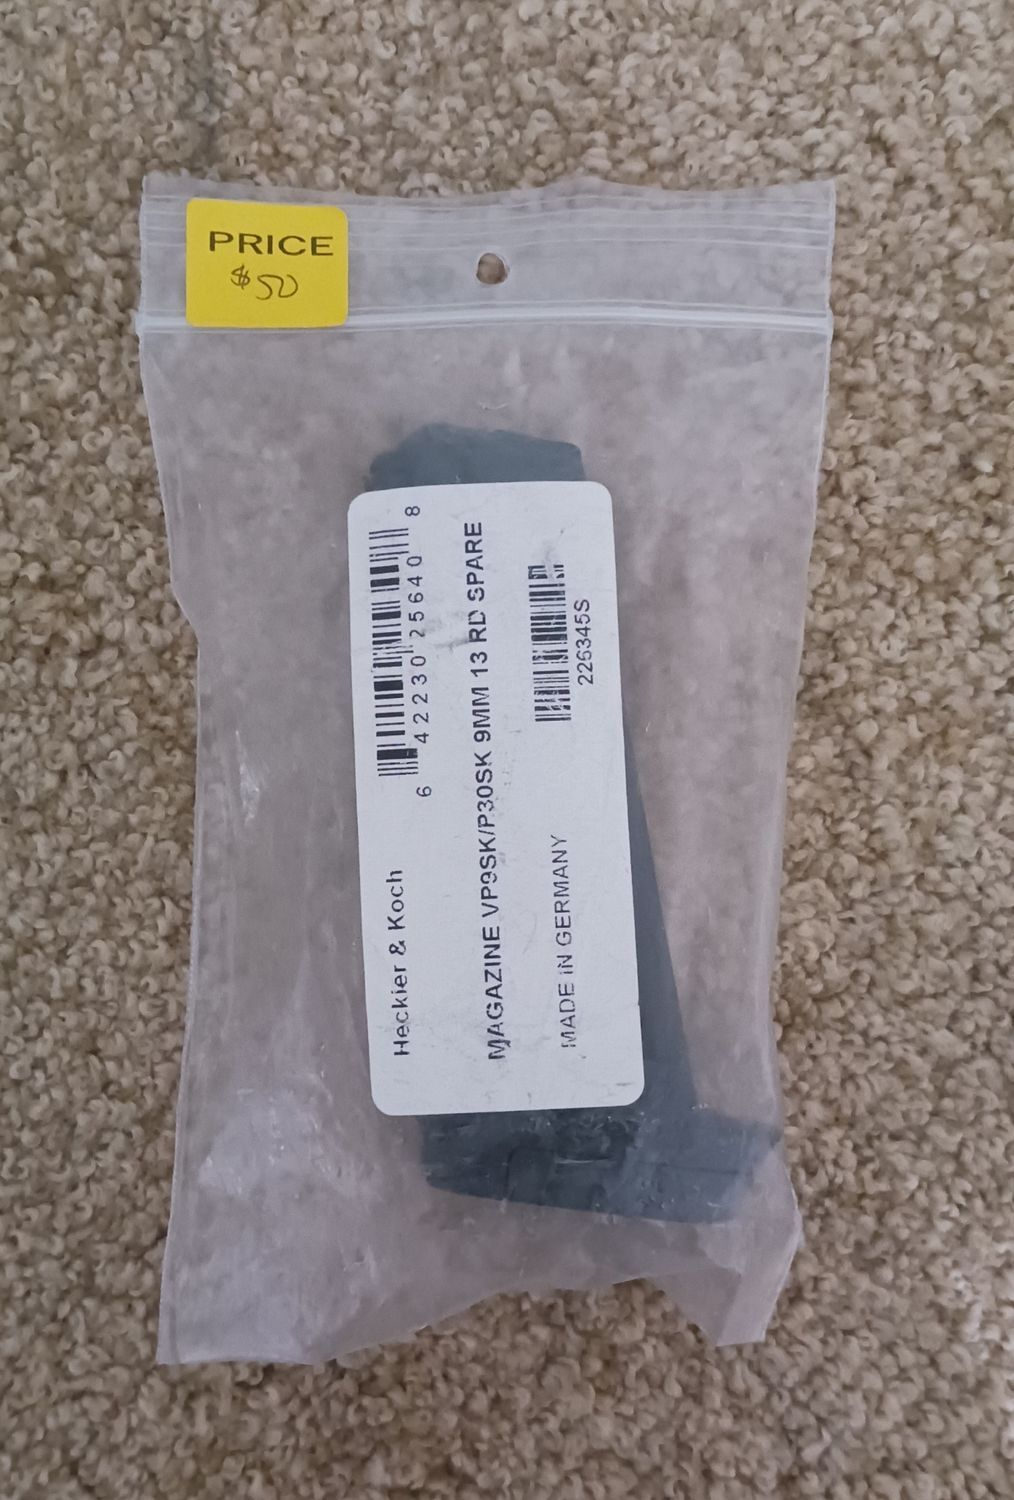 PRICE
$50
Heckler & Koch
6 42230 25640 8
MAGAZINE VP9SK/P30SK 9MM 13 RD SPARE
MADE IN GERMANY
226345S